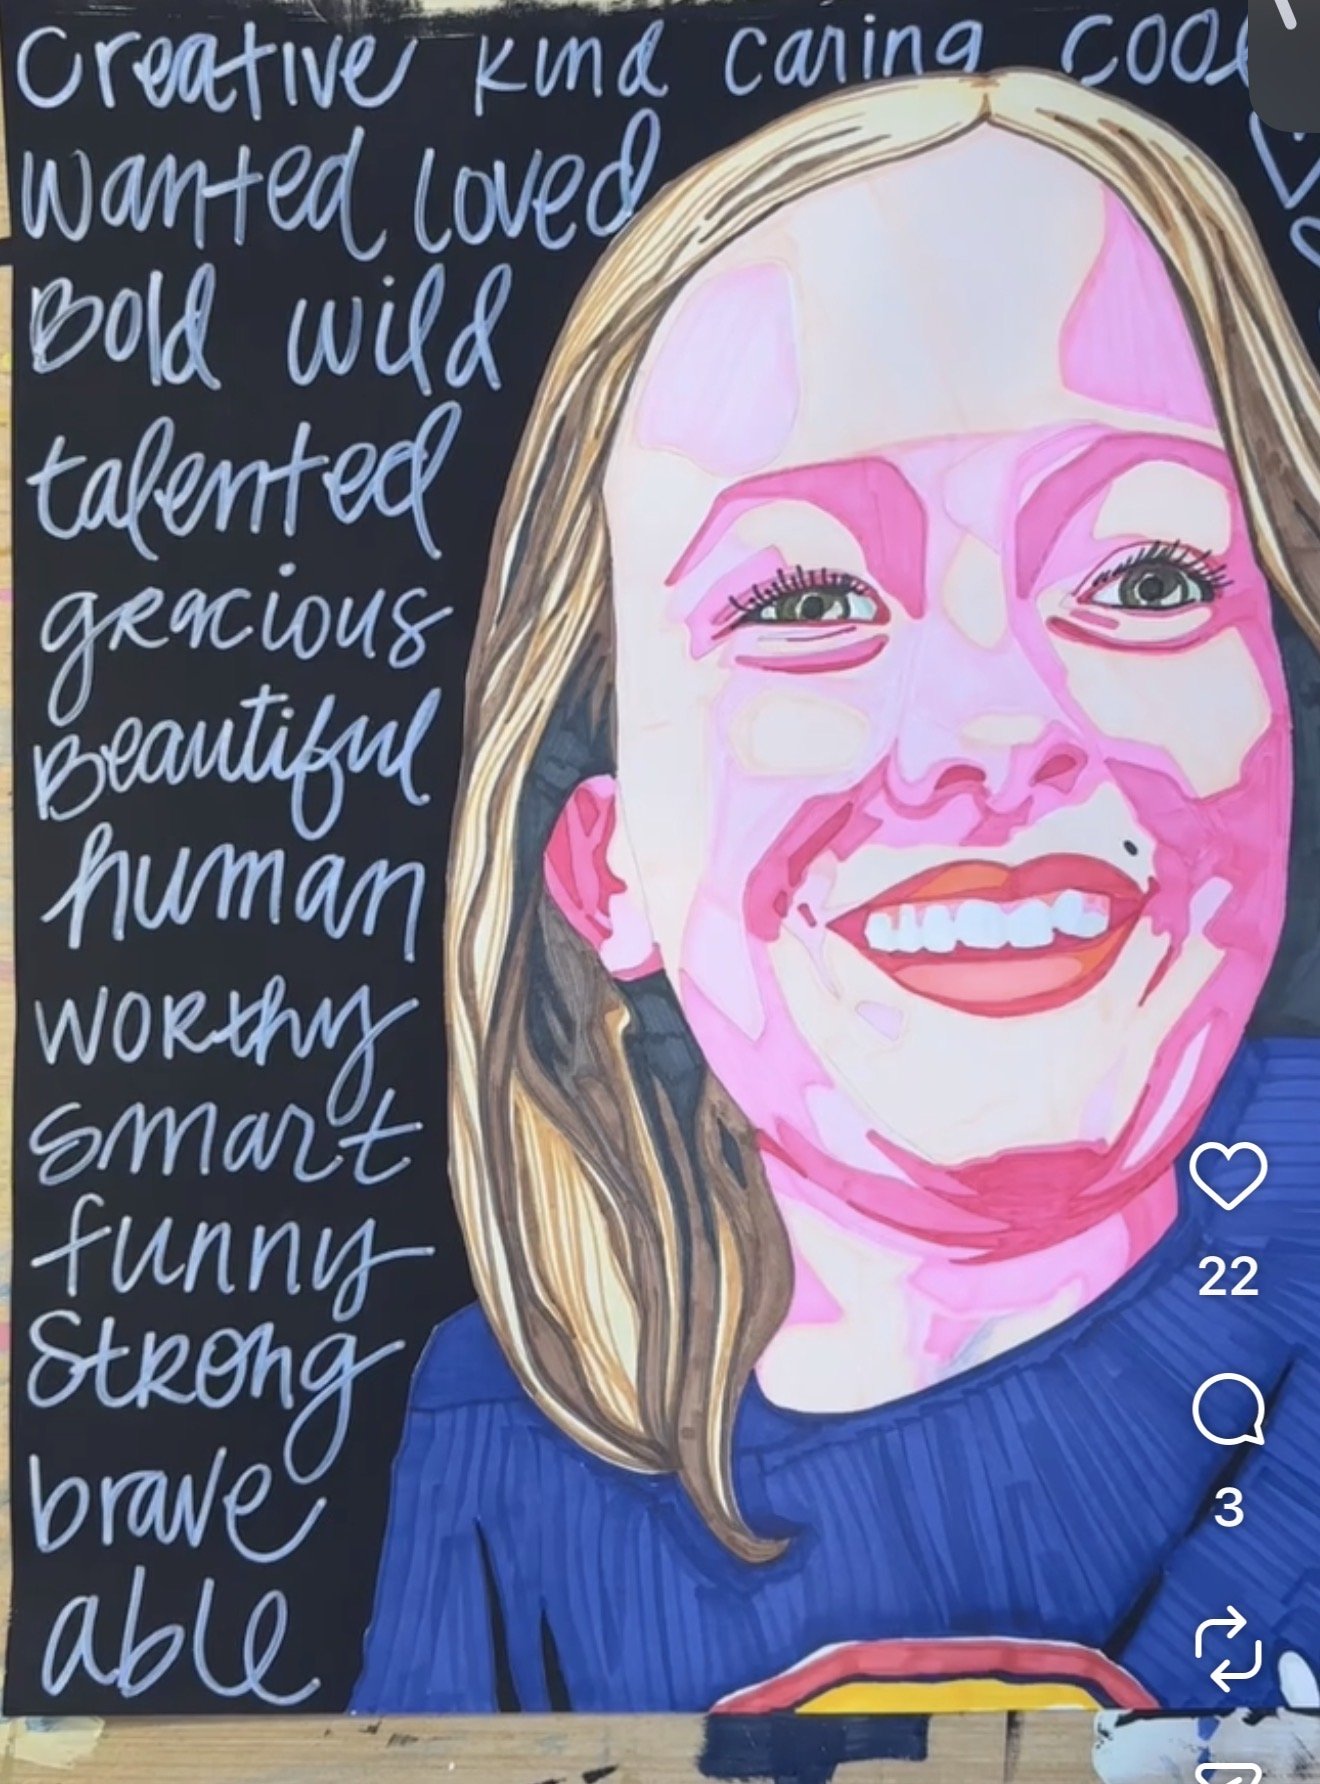 Creative kind caring cool
wanted loved
Bold wild
talented
gracious
Beautiful
human
worthy
smart
funny
Strong
brave
able
22
3